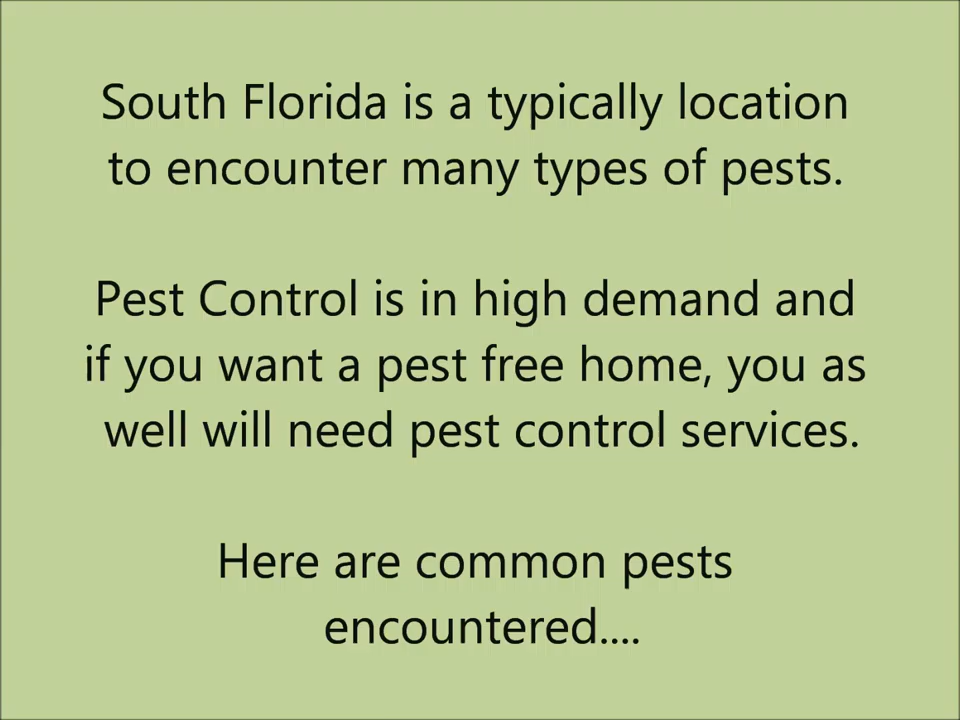 South Florida is a typically location
to encounter many types of pests.
Pest Control is in high demand and
if you want a pest free home, you as
well will need pest control services.
Here are common pests
encountered....